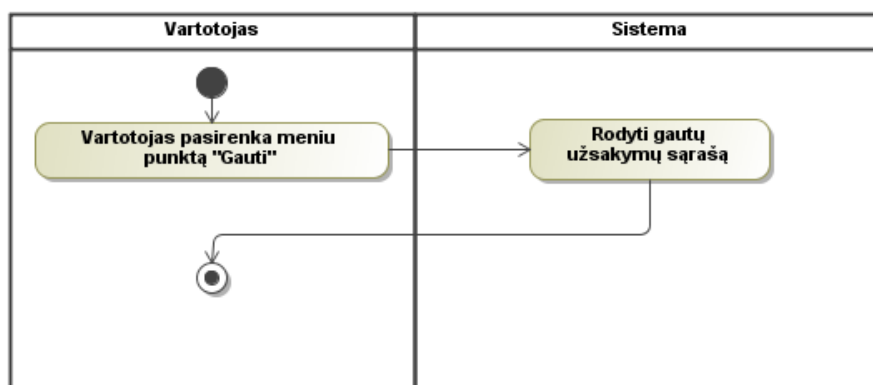 Vartotojas
Sistema
Vartotojas pasirenka meniu
punktą "Gauti"
Rodyti gautų
užsakymų sąrašą